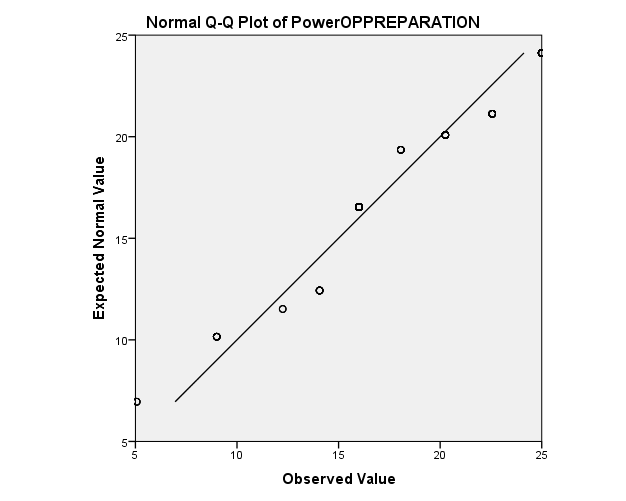 Normal Q-Q Plot of PowerOPPREPARATION
25
20
15
10
5
Expected Normal Value
5 10 15 20 25
Observed Value